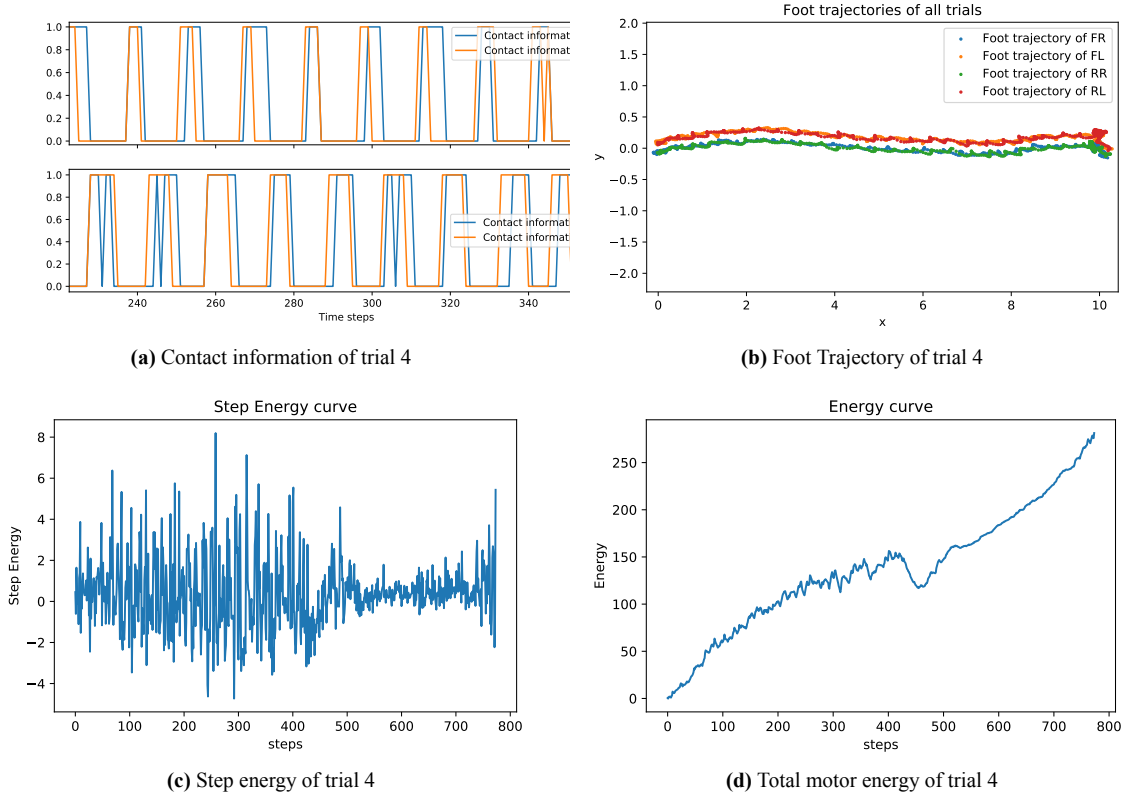 1.0
0.8
0.6
0.4
0.2
0.0
Contact informat
Contact informat
240 260 280 300 320 340
1.0
0.8
0.6
0.4
0.2
0.0
Contact informat
Contact informat
240 260 280 300 320 340
Time steps
(a) Contact information of trial 4
Foot trajectories of all trials
2.0
1.5
1.0
0.5
0.0
−0.5
−1.0
−1.5
−2.0
y
Foot trajectory of FR
Foot trajectory of FL
Foot trajectory of RR
Foot trajectory of RL
0 2 4 6 8 10
x
(b) Foot Trajectory of trial 4
Step Energy curve
8
6
4
2
0
−2
−4
Step Energy
0 100 200 300 400 500 600 700 800
steps
(c) Step energy of trial 4
Energy curve
250
200
150
100
50
0
Energy
0 100 200 300 400 500 600 700 800
steps
(d) Total motor energy of trial 4